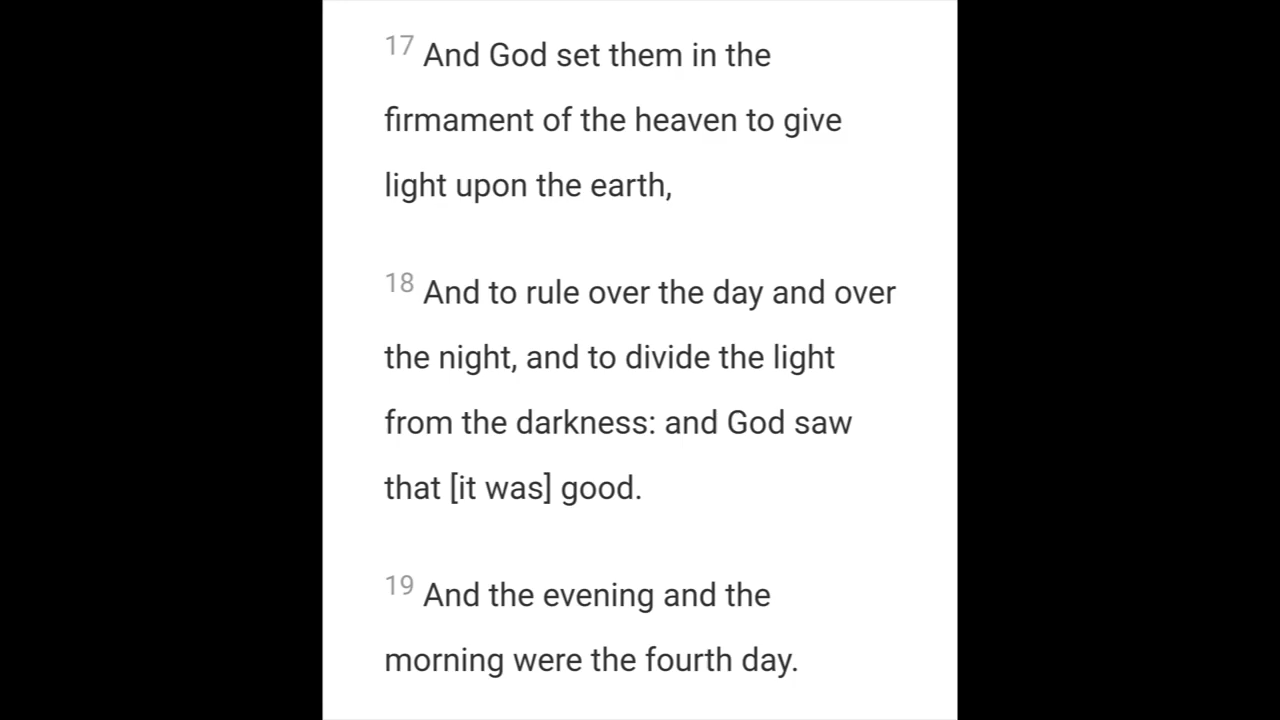 17 And God set them in the
firmament of the heaven to give
light upon the earth,
18 And to rule over the day and over
the night, and to divide the light
from the darkness: and God saw
that [it was] good.
19 And the evening and the
morning were the fourth day.